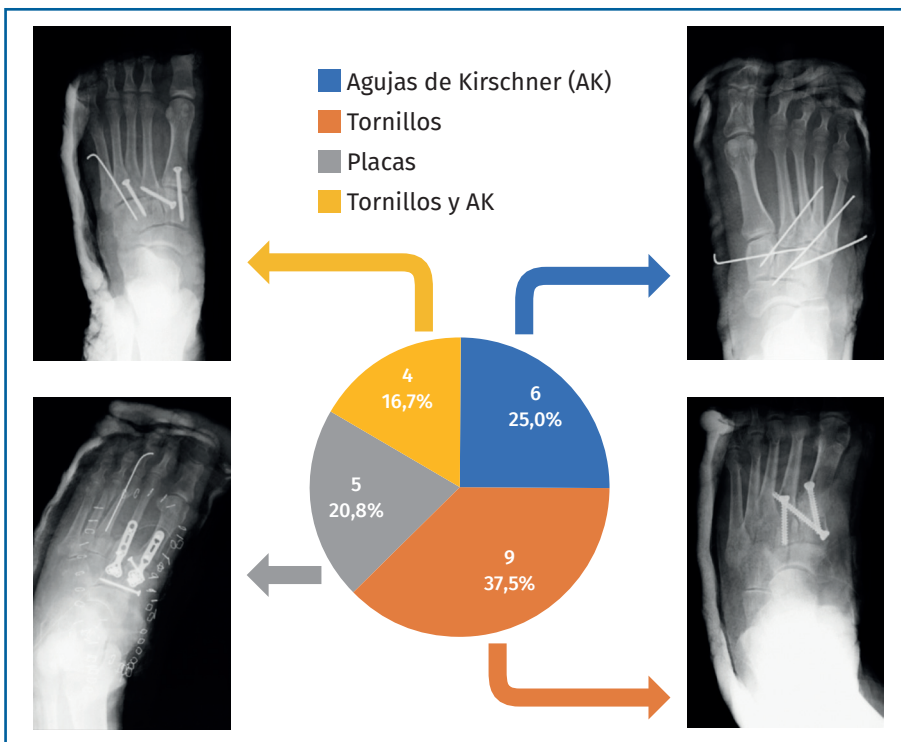 Agujas de Kirschner (AK)
Tornillos
Placas
Tornillos y AK
4
16,7%
6
25,0%
5
20,8%
9
37,5%